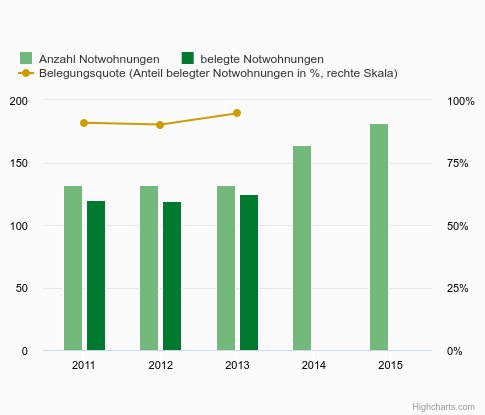 Anzahl Notwohnungen belegte Notwohnungen
Belegungsquote (Anteil belegter Notwohnungen in %, rechte Skala)
200 100%
150 75%
100 50%
50 25%
0 0%
2011 2012 2013 2014 2015
Highcharts.com